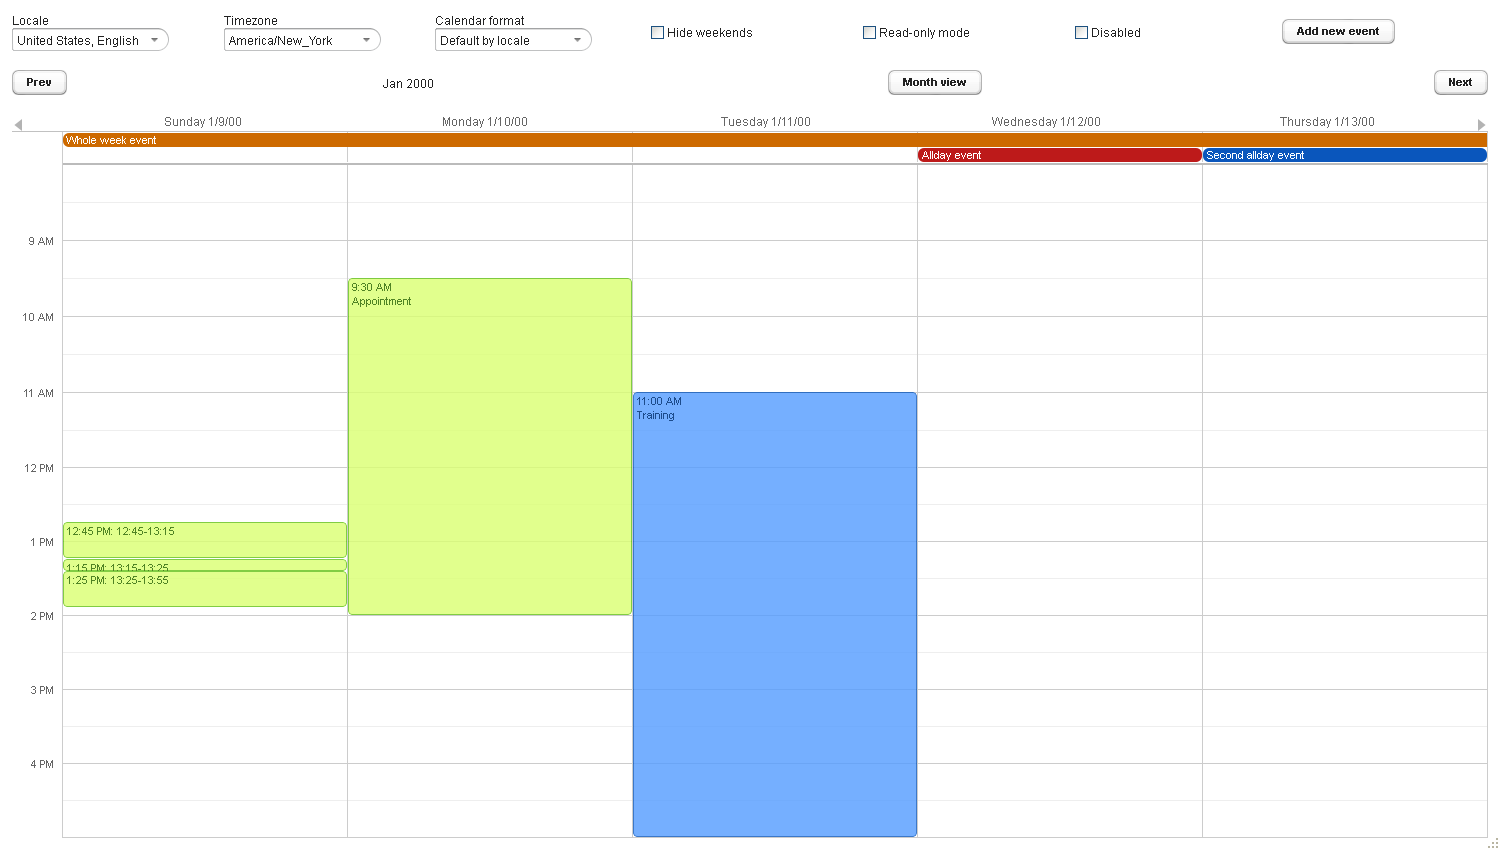 Locale
Timezone
Calendar format
United States, English
America/New_York
Default by locale
Hide weekends
Read-only mode
Disabled
Add new event
Prev
Jan 2000
Month view
Next
Sunday 1/9/00
Monday 1/10/00
Tuesday 1/11/00
Wednesday 1/12/00
Thursday 1/13/00
Whole week event
Allday event
Second allday event
9 AM
9:30 AM
Appointment
10 AM
11 AM
11:00 AM
Training
12 PM
12:45 PM: 12:45-13:15
1 PM
1:15 PM: 13:15-13:25
1:25 PM: 13:25-13:55
2 PM
3 PM
4 PM